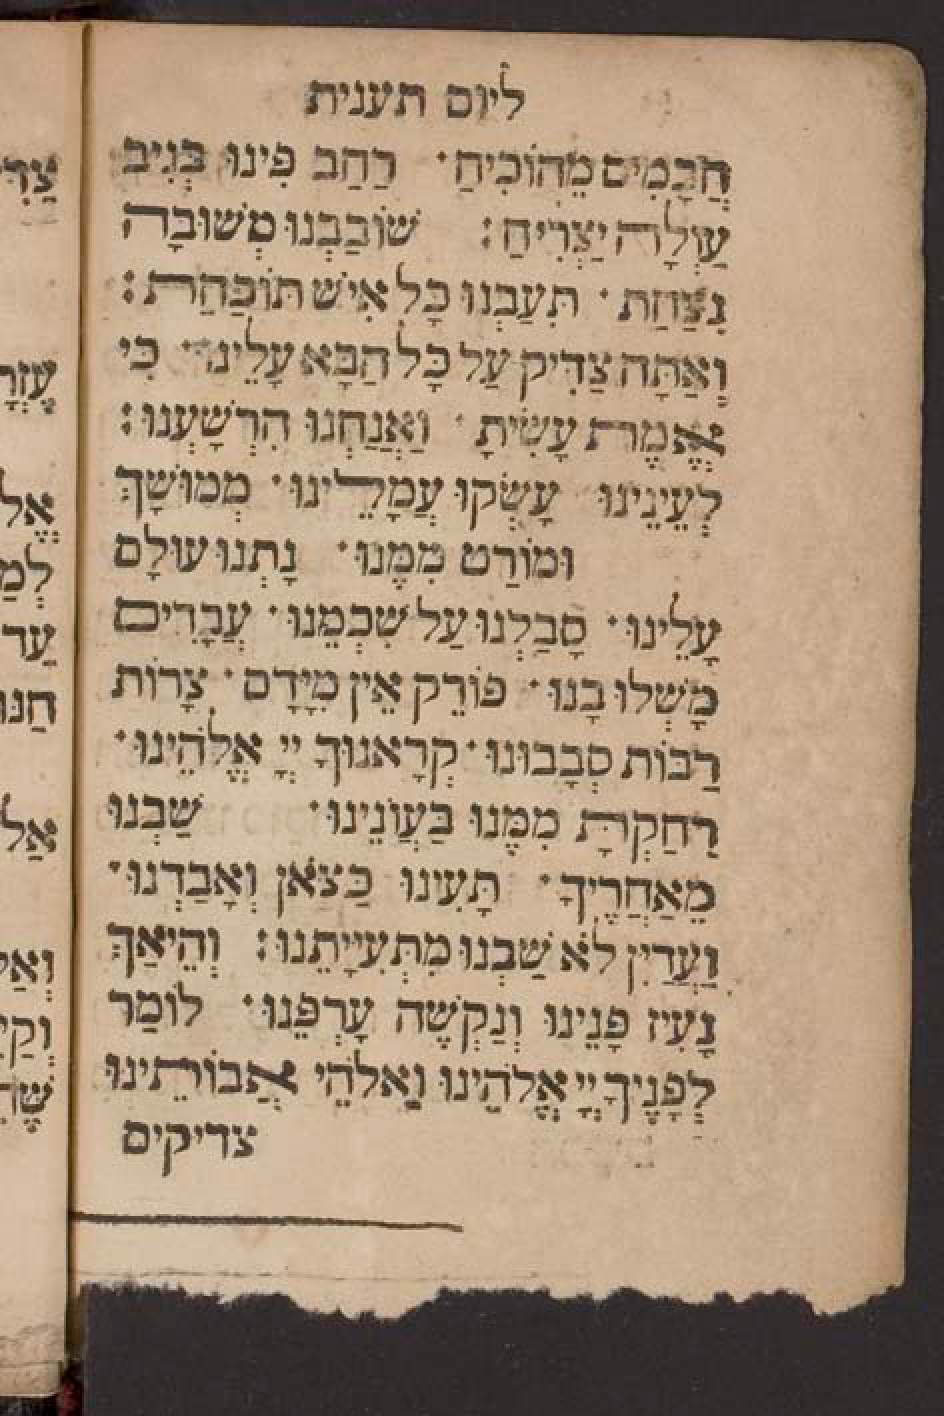 ליום תענית
חֲכָמִים מֵהוֹכִיחַ · רַחַב פִּינוּ בְּנִיב
עַוְלָה יַצְרִיחַ : שׁוֹבַבְנוּ מְשׁוּבָה
נִצַּחַת · תִּעַבְנוּ כָּל אִישׁ תּוֹכַחַת :
וְאַתָּה צַדִּיק עַל כָּל הַבָּא עָלֵינוּ · כִּי
אֱמֶת עָשִׂיתָ · וַאֲנַחְנוּ הִרְשָׁעְנוּ :
לְעֵינֵינוּ עָשְׁקוּ עֲמָלֵינוּ · מְמוּשָׁךְ
וּמוֹרַט מִמֶּנּוּ · נָתְנוּ עוּלָם
עָלֵינוּ · סָבַלְנוּ עַל שִׁכְמֵנוּ · עֲבָדִים
מָשְׁלוּ בָנוּ · פּוֹרֵק אֵין מִיָּדָם · צָרוֹת
רַבּוֹת סְבָבוּנוּ · קְרָאנוּךָ יְיָ אֱלֹהֵינוּ ·
רָחַקְתָּ מִמֶּנּוּ בַּעֲוֹנֵינוּ · שַׁבְנוּ
מֵאַחֲרֶיךָ · תָּעִינוּ כַּצֹּאן וְאָבַדְנוּ ·
וַעֲדַיִן לֹא שַׁבְנוּ מִתְּעִיָּיתֵנוּ : וְהֵיאַךְ
נָעִיז פָּנֵינוּ וְנַקְשֶׁה עָרְפֵּנוּ · לוֹמַר
לְפָנֶיךָ יְיָ אֱלֹהֵינוּ וֵאלֹהֵי אֲבוֹתֵינוּ
צדיקים
צַדִּ
עֶזְרָ
אֱל
לְמַ
עַד
חַנּוּ
אַל
וְאַל
וְקַי